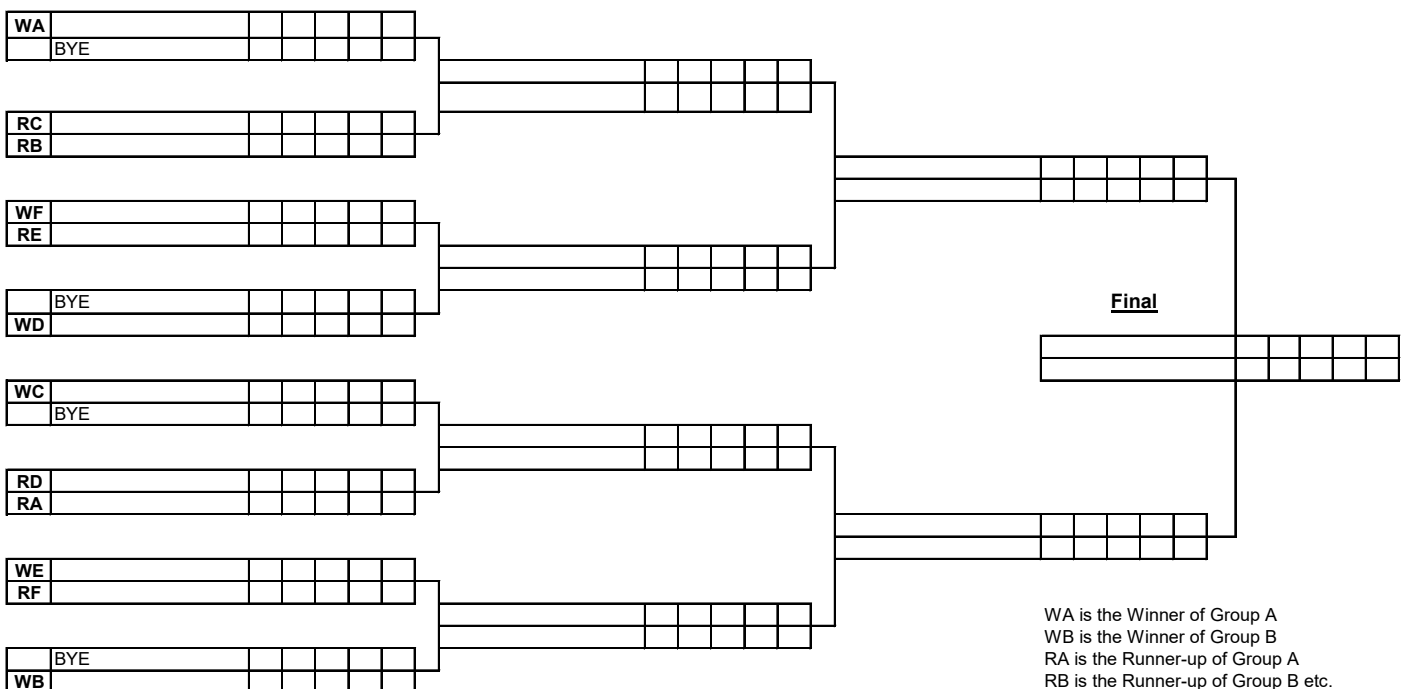 WA
BYE
RC
RB
WF
RE
BYE
WD
Final
WC
BYE
RD
RA
WE
RF
BYE
WB
WA is the Winner of Group A
WB is the Winner of Group B
RA is the Runner-up of Group A
RB is the Runner-up of Group B etc.